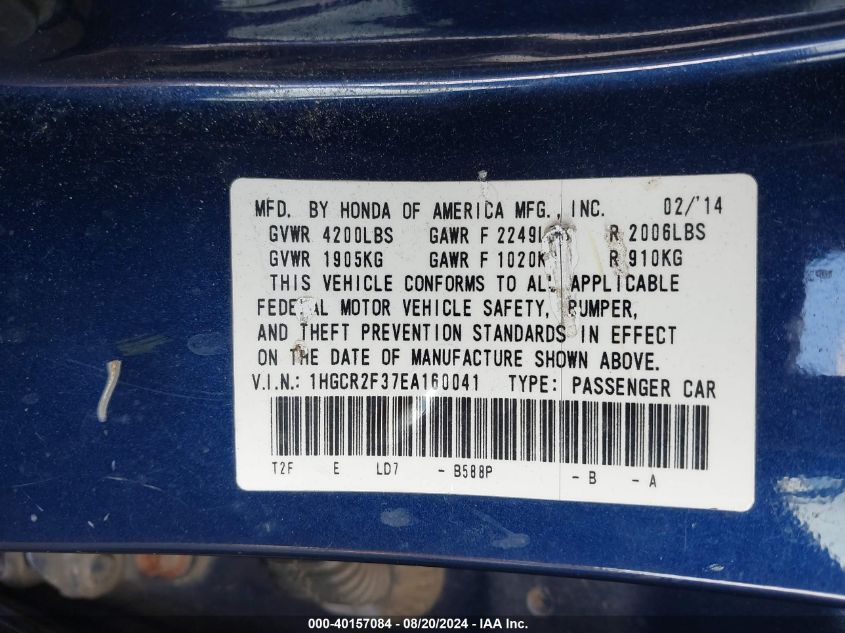 MFD. BY HONDA OF AMERICA MFG., INC. 02/'14
GVWR 4200LBS GAWR F 2249L R 2006LBS
GVWR 1905KG GAWR F 1020K R 910KG
THIS VEHICLE CONFORMS TO ALL APPLICABLE
FEDERAL MOTOR VEHICLE SAFETY, BUMPER,
AND THEFT PREVENTION STANDARDS IN EFFECT
ON THE DATE OF MANUFACTURE SHOWN ABOVE.
V.I.N.: 1HGCR2F37EA160041 TYPE: PASSENGER CAR
T2F E LD7 - B588P - B - A
000-40157084 - 08/20/2024 - IAAI, Inc.